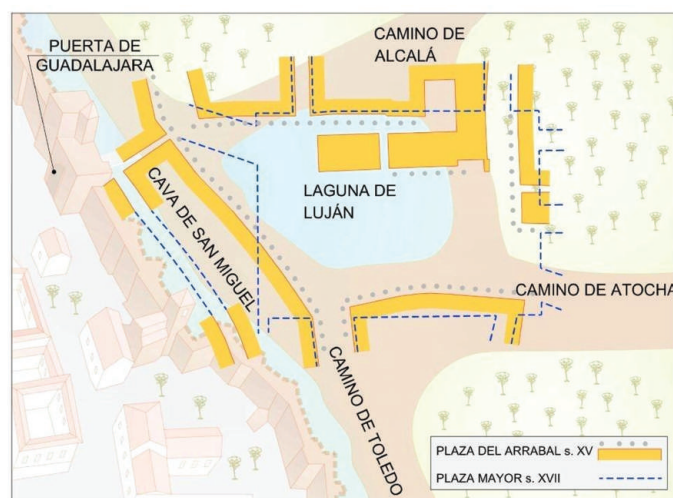 PUERTA DE
GUADALAJARA
CAMINO DE
ALCALÁ
LAGUNA DE
LUJÁN
CAVA DE SAN MIGUEL
CAMINO DE ATOCHA
CAMINO DE TOLEDO
PLAZA DEL ARRABAL s. XV
PLAZA MAYOR s. XVII